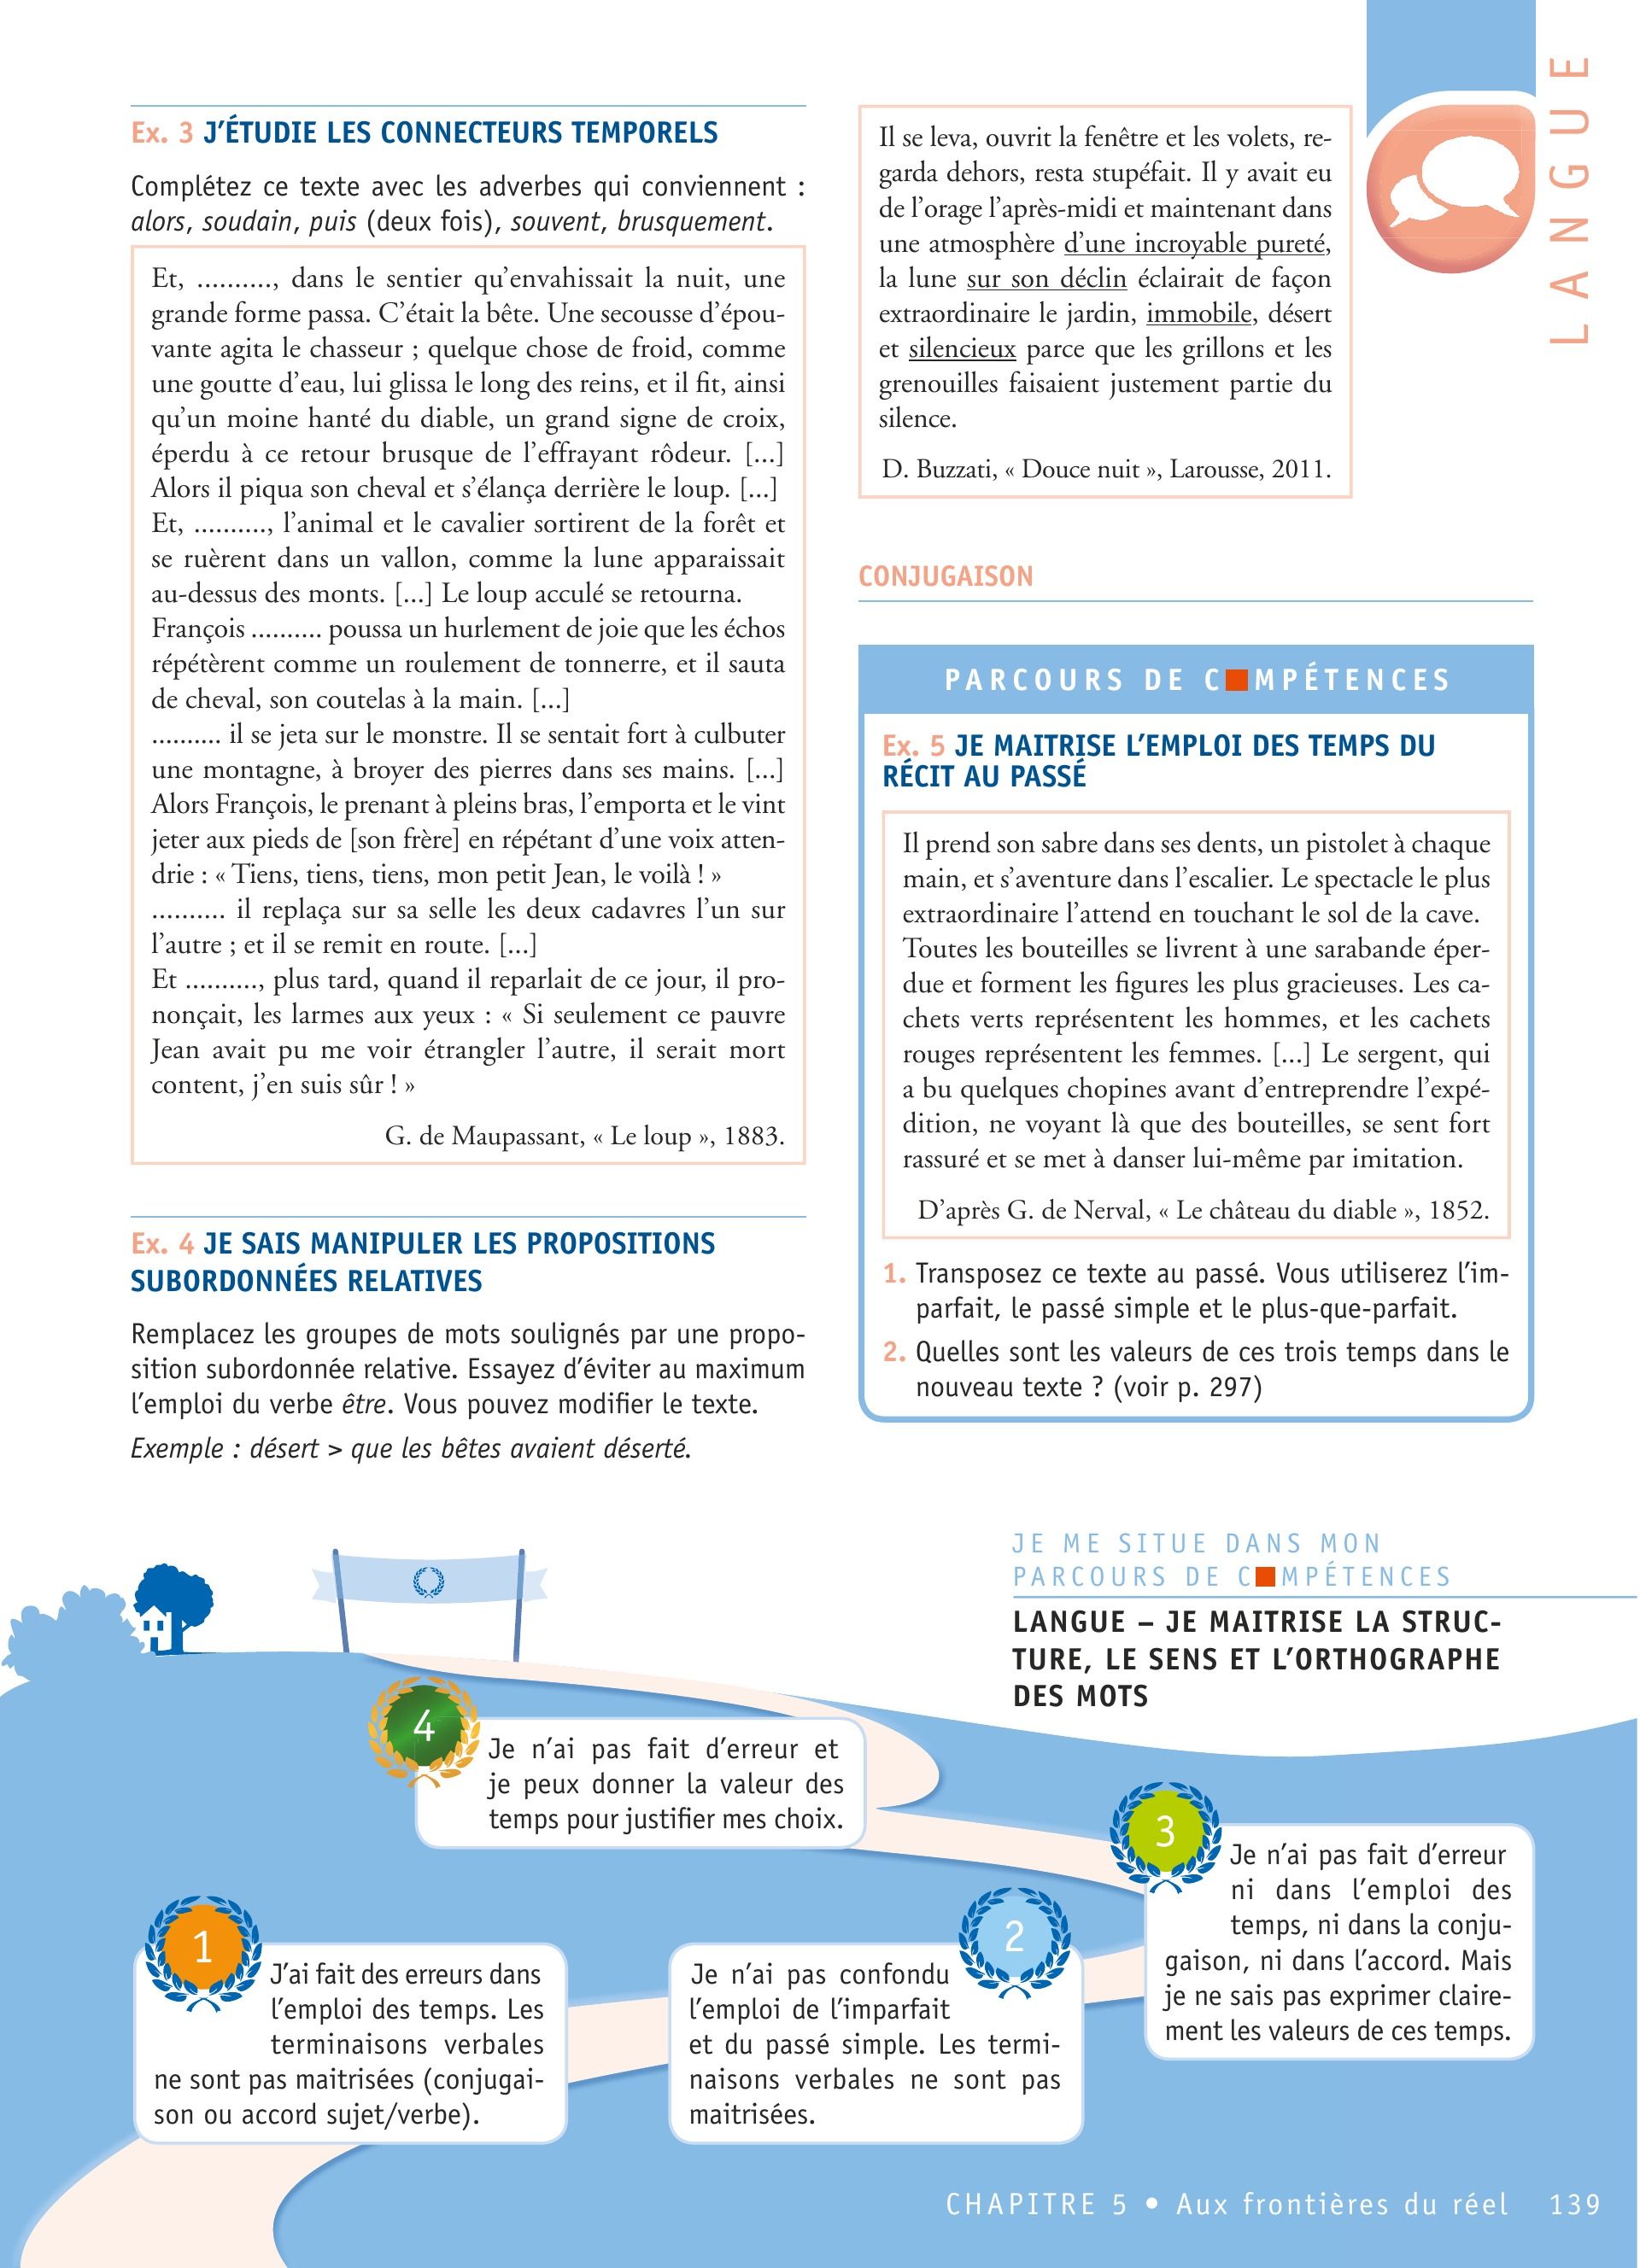 LANGUE
Ex. 3 J'ÉTUDIE LES CONNECTEURS TEMPORELS
Complétez ce texte avec les adverbes qui conviennent :
alors, soudain, puis (deux fois), souvent, brusquement.
Et, .........., dans le sentier qu'envahissait la nuit, une
grande forme passa. C'était la bête. Une secousse d'épou-
vante agita le chasseur ; quelque chose de froid, comme
une goutte d'eau, lui glissa le long des reins, et il fit, ainsi
qu'un moine hanté du diable, un grand signe de croix,
éperdu à ce retour brusque de l'effrayant rôdeur. [...]
Alors il piqua son cheval et s'élança derrière le loup. [...]
Et, .........., l'animal et le cavalier sortirent de la forêt et
se ruèrent dans un vallon, comme la lune apparaissait
au-dessus des monts. [...] Le loup acculé se retourna.
François .......... poussa un hurlement de joie que les échos
répétèrent comme un roulement de tonnerre, et il sauta
de cheval, son coutelas à la main. [...]
.......... il se jeta sur le monstre. Il se sentait fort à culbuter
une montagne, à broyer des pierres dans ses mains. [...]
Alors François, le prenant à pleins bras, l'emporta et le vint
jeter aux pieds de [son frère] en répétant d'une voix atten-
drie : « Tiens, tiens, tiens, mon petit Jean, le voilà ! »
.......... il replaça sur sa selle les deux cadavres l'un sur
l'autre ; et il se remit en route. [...]
Et .........., plus tard, quand il reparlait de ce jour, il pro-
nonçait, les larmes aux yeux : « Si seulement ce pauvre
Jean avait pu me voir étrangler l'autre, il serait mort
content, j'en suis sûr ! »
G. de Maupassant, « Le loup », 1883.
Ex. 4 JE SAIS MANIPULER LES PROPOSITIONS
SUBORDONNÉES RELATIVES
Remplacez les groupes de mots soulignés par une propo-
sition subordonnée relative. Essayez d'éviter au maximum
l'emploi du verbe être. Vous pouvez modifier le texte.
Exemple : désert > que les bêtes avaient déserté.
Il se leva, ouvrit la fenêtre et les volets, re-
garda dehors, resta stupéfait. Il y avait eu
de l'orage l'après-midi et maintenant dans
une atmosphère d'une incroyable pureté,
la lune sur son déclin éclairait de façon
extraordinaire le jardin, immobile, désert
et silencieux parce que les grillons et les
grenouilles faisaient justement partie du
silence.
D. Buzzati, « Douce nuit », Larousse, 2011.
CONJUGAISON
PARCOURS DE C■MPÉTENCES
Ex. 5 JE MAITRISE L'EMPLOI DES TEMPS DU
RÉCIT AU PASSÉ
Il prend son sabre dans ses dents, un pistolet à chaque
main, et s'aventure dans l'escalier. Le spectacle le plus
extraordinaire l'attend en touchant le sol de la cave.
Toutes les bouteilles se livrent à une sarabande éper-
due et forment les figures les plus gracieuses. Les ca-
chets verts représentent les hommes, et les cachets
rouges représentent les femmes. [...] Le sergent, qui
a bu quelques chopines avant d'entreprendre l'expé-
dition, ne voyant là que des bouteilles, se sent fort
rassuré et se met à danser lui-même par imitation.
D'après G. de Nerval, « Le château du diable », 1852.
1. Transposez ce texte au passé. Vous utiliserez l'im-
parfait, le passé simple et le plus-que-parfait.
2. Quelles sont les valeurs de ces trois temps dans le
nouveau texte ? (voir p. 297)
JE ME SITUE DANS MON
PARCOURS DE C■MPÉTENCES
LANGUE – JE MAITRISE LA STRUC-
TURE, LE SENS ET L'ORTHOGRAPHE
DES MOTS
4
Je n'ai pas fait d'erreur et
je peux donner la valeur des
temps pour justifier mes choix.
3
Je n'ai pas fait d'erreur
ni dans l'emploi des
temps, ni dans la conju-
gaison, ni dans l'accord. Mais
je ne sais pas exprimer claire-
ment les valeurs de ces temps.
1
J'ai fait des erreurs dans
l'emploi des temps. Les
terminaisons verbales
ne sont pas maitrisées (conjugai-
son ou accord sujet/verbe).
2
Je n'ai pas confondu
l'emploi de l'imparfait
et du passé simple. Les termi-
naisons verbales ne sont pas
maitrisées.
CHAPITRE 5 • Aux frontières du réel 139